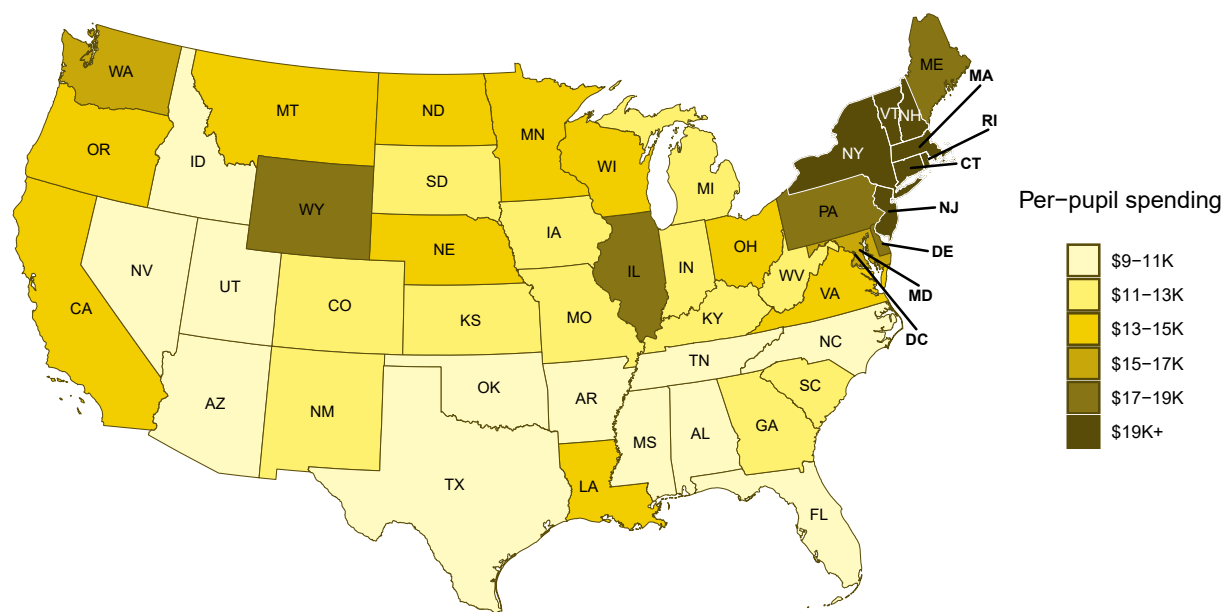 ME
WA
MA
MT
ND
VT
NH
RI
MN
OR
NY
WI
ID
CT
SD
MI
Per−pupil spending
WY
PA
NJ
IA
NE
OH
DE
$9−11K
IL
IN
NV
WV
UT
VA
MD
$11−13K
CO
CA
MO
KY
KS
$13−15K
DC
NC
TN
$15−17K
OK
SC
AR
AZ
NM
$17−19K
GA
MS
AL
$19K+
TX
LA
FL